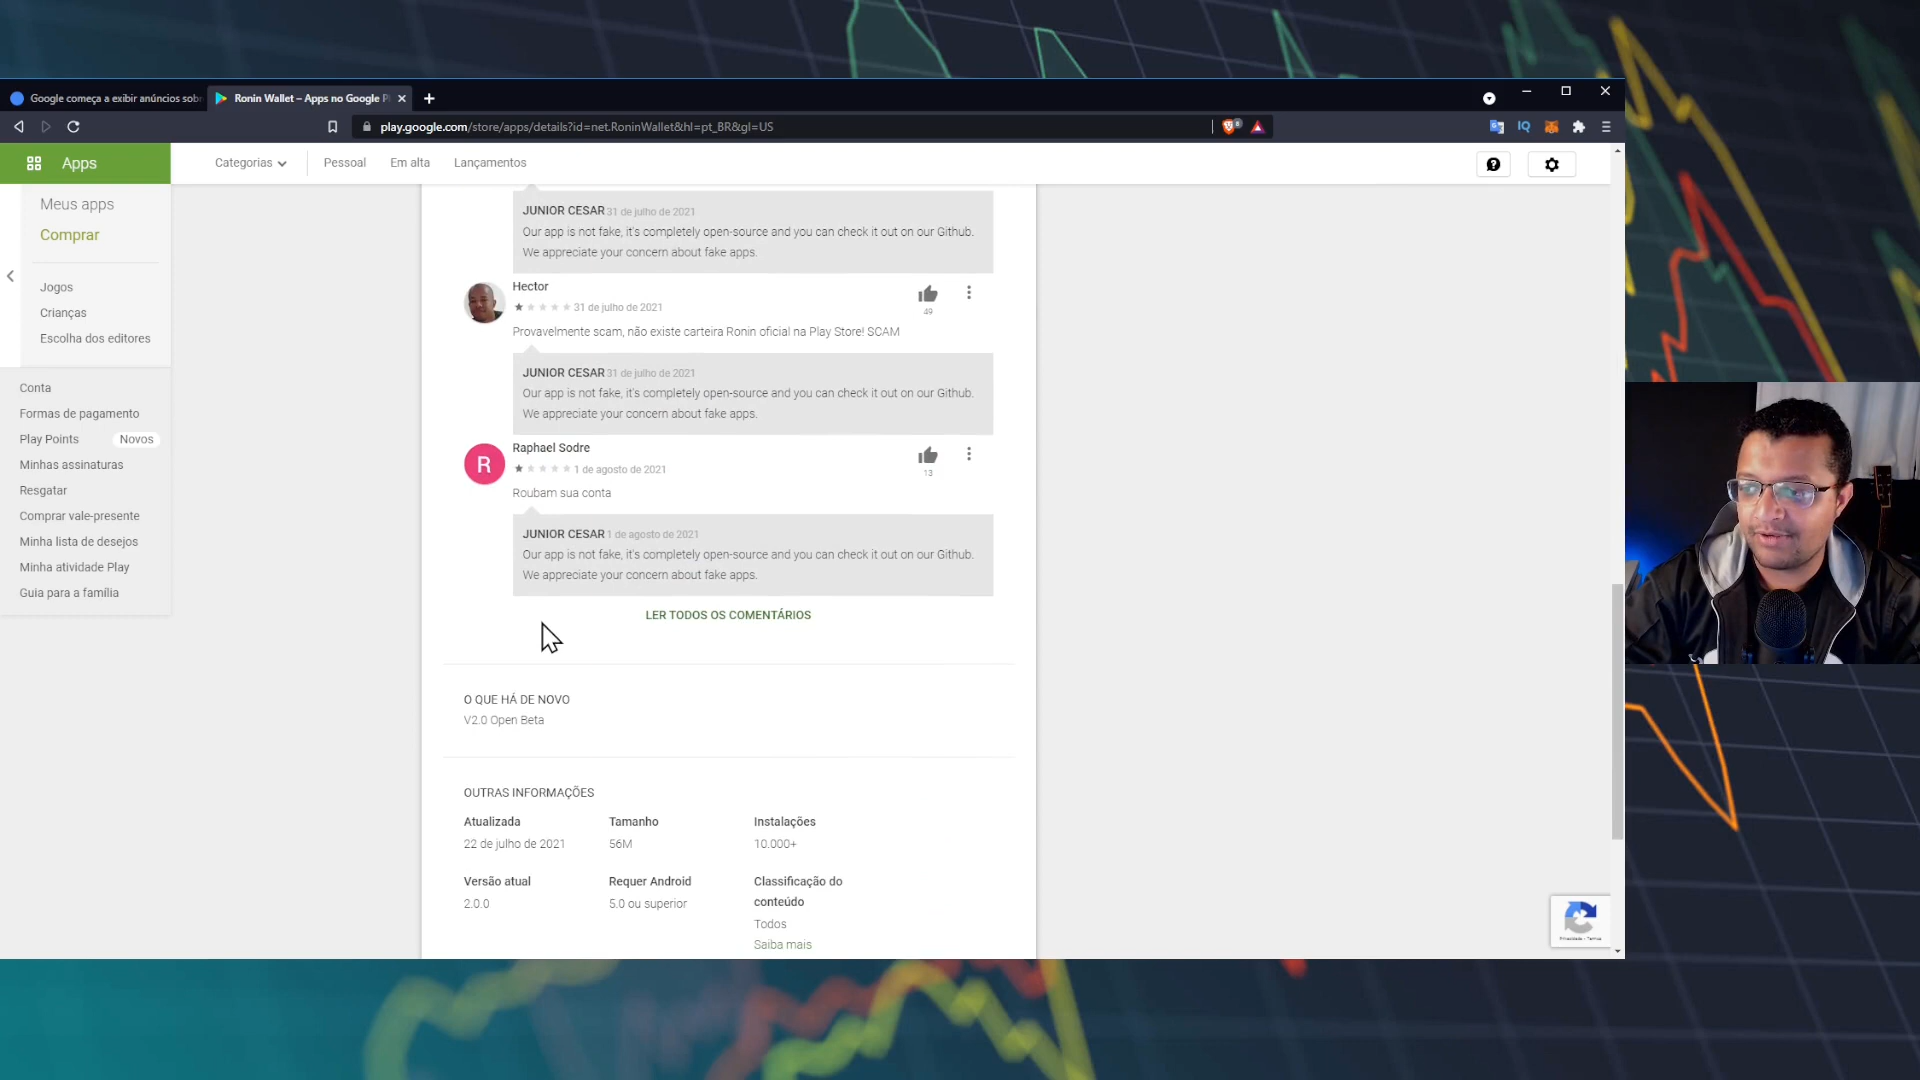 Google começa a exibir anúncios sob
Ronin Wallet – Apps no Google P
play.google.com/store/apps/details?id=net.RoninWallet&hl=pt_BR&gl=US
8
IQ
Apps
Categorias
Pessoal
Em alta
Lançamentos
Meus apps
Comprar
Jogos
Crianças
Escolha dos editores
Conta
Formas de pagamento
Play Points
Novos
Minhas assinaturas
Resgatar
Comprar vale-presente
Minha lista de desejos
Minha atividade Play
Guia para a família
JUNIOR CESAR 31 de julho de 2021
Our app is not fake, it's completely open-source and you can check it out on our Github.
We appreciate your concern about fake apps.
Hector
31 de julho de 2021
49
Provavelmente scam, não existe carteira Ronin oficial na Play Store! SCAM
JUNIOR CESAR 31 de julho de 2021
Our app is not fake, it's completely open-source and you can check it out on our Github.
We appreciate your concern about fake apps.
R
Raphael Sodre
1 de agosto de 2021
13
Roubam sua conta
JUNIOR CESAR 1 de agosto de 2021
Our app is not fake, it's completely open-source and you can check it out on our Github.
We appreciate your concern about fake apps.
LER TODOS OS COMENTÁRIOS
O QUE HÁ DE NOVO
V2.0 Open Beta
OUTRAS INFORMAÇÕES
Atualizada
22 de julho de 2021
Tamanho
56M
Instalações
10.000+
Versão atual
2.0.0
Requer Android
5.0 ou superior
Classificação do
conteúdo
Todos
Saiba mais
Privacidade - Termos